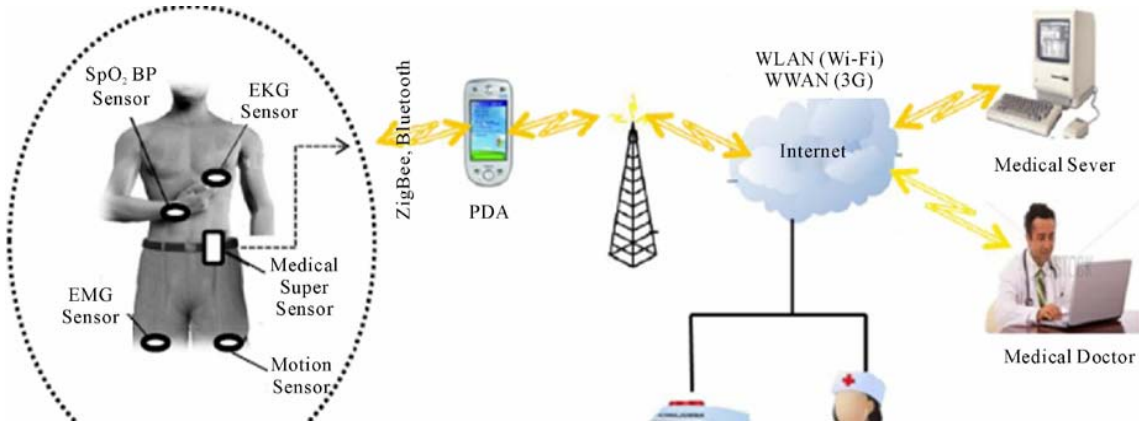 SpO₂ BP
Sensor
EKG
Sensor
Medical
Super
Sensor
EMG
Sensor
Motion
Sensor
ZigBee, Bluetooth
PDA
WLAN (Wi-Fi)
WWAN (3G)
Internet
Medical Sever
Medical Doctor